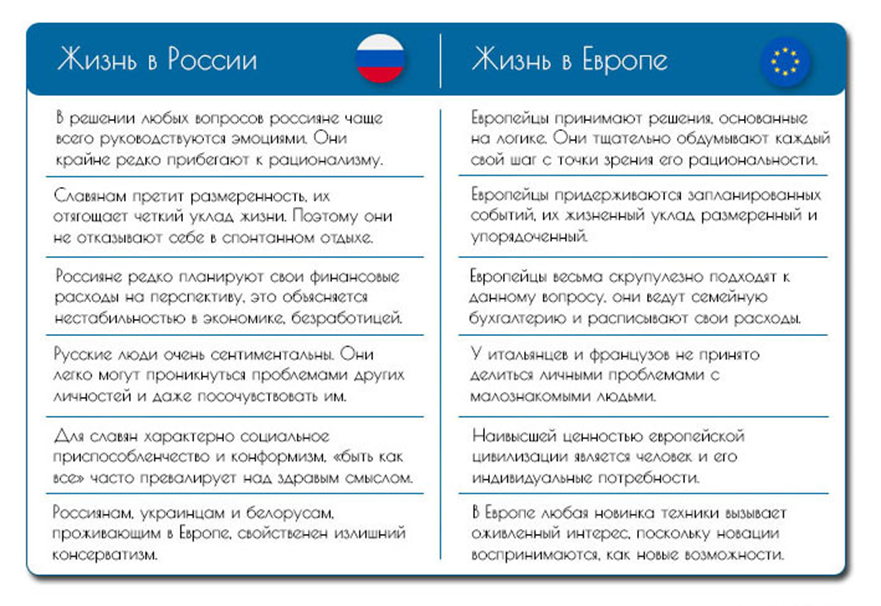 Жизнь в России
Жизнь в Европе
В решении любых вопросов россияне чаще
всего руководствуются эмоциями. Они
крайне редко прибегают к рационализму.
Европейцы принимают решения, основанные
на логике. Они тщательно обдумывают каждый
свой шаг с точки зрения его рациональности.
Славянам претит размеренность, их
отягощает четкий уклад жизни. Поэтому они
не отказывают себе в спонтанном отдыхе.
Европейцы придерживаются запланированных
событий, их жизненный уклад размеренный и
упорядоченный.
Россияне редко планируют свои финансовые
расходы на перспективу, это объясняется
нестабильностью в экономике, безработицей.
Европейцы весьма скрупулезно подходят к
данному вопросу, они ведут семейную
бухгалтерию и расписывают свои расходы.
Русские люди очень сентиментальны. Они
легко могут проникнуться проблемами других
личностей и даже посочувствовать им.
У итальянцев и французов не принято
делиться личными проблемами с
малознакомыми людьми.
Для славян характерно социальное
приспособленчество и конформизм, «быть как
все» часто превалирует над здравым смыслом.
Наивысшей ценностью европейской
цивилизации является человек и его
индивидуальные потребности.
Россиянам, украинцам и белорусам,
проживающим в Европе, свойственен излишний
консерватизм.
В Европе любая новинка техники вызывает
оживленный интерес, поскольку новации
воспринимаются, как новые возможности.